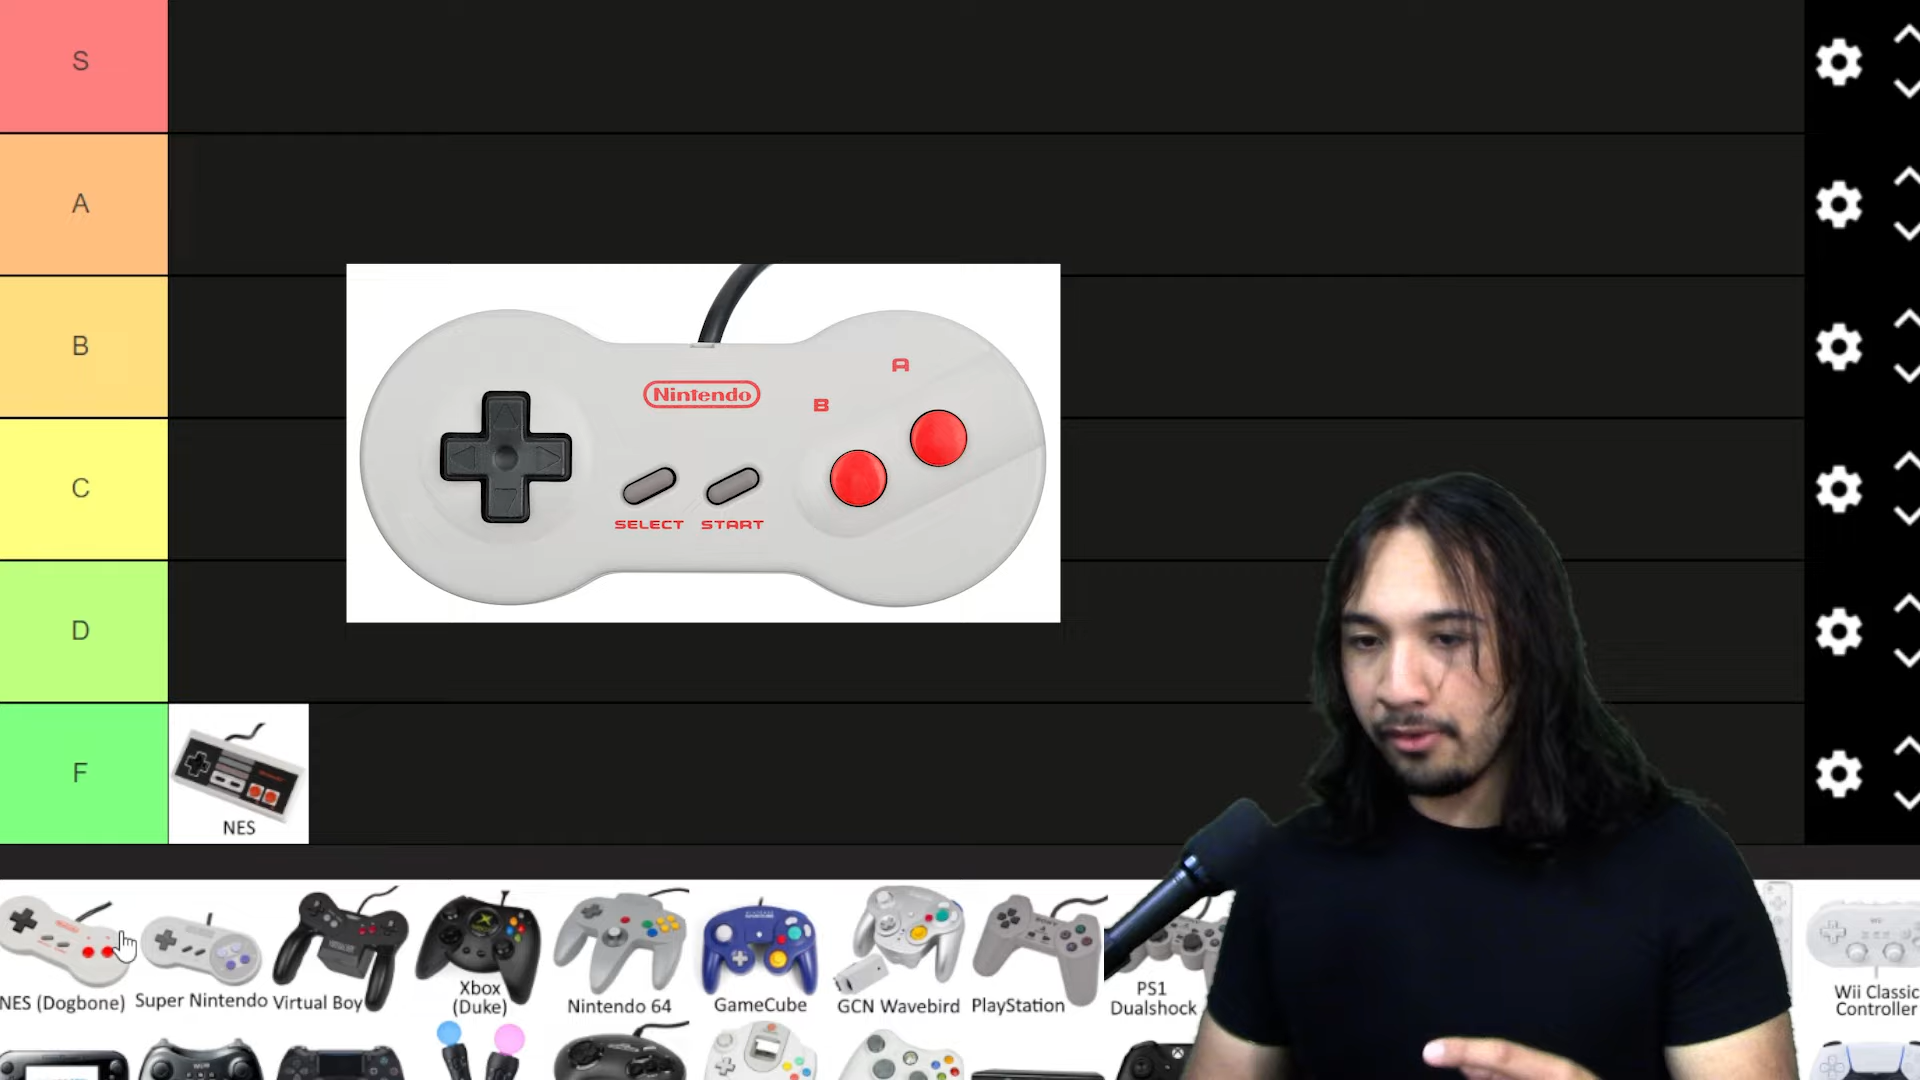 S
A
B
C
D
F
Nintendo
A
B
SELECT START
NES
NES (Dogbone)
Super Nintendo
Virtual Boy
Xbox
(Duke)
Nintendo 64
GameCube
GCN Wavebird
PlayStation
PS1
Dualshock
Wii Classic
Controller